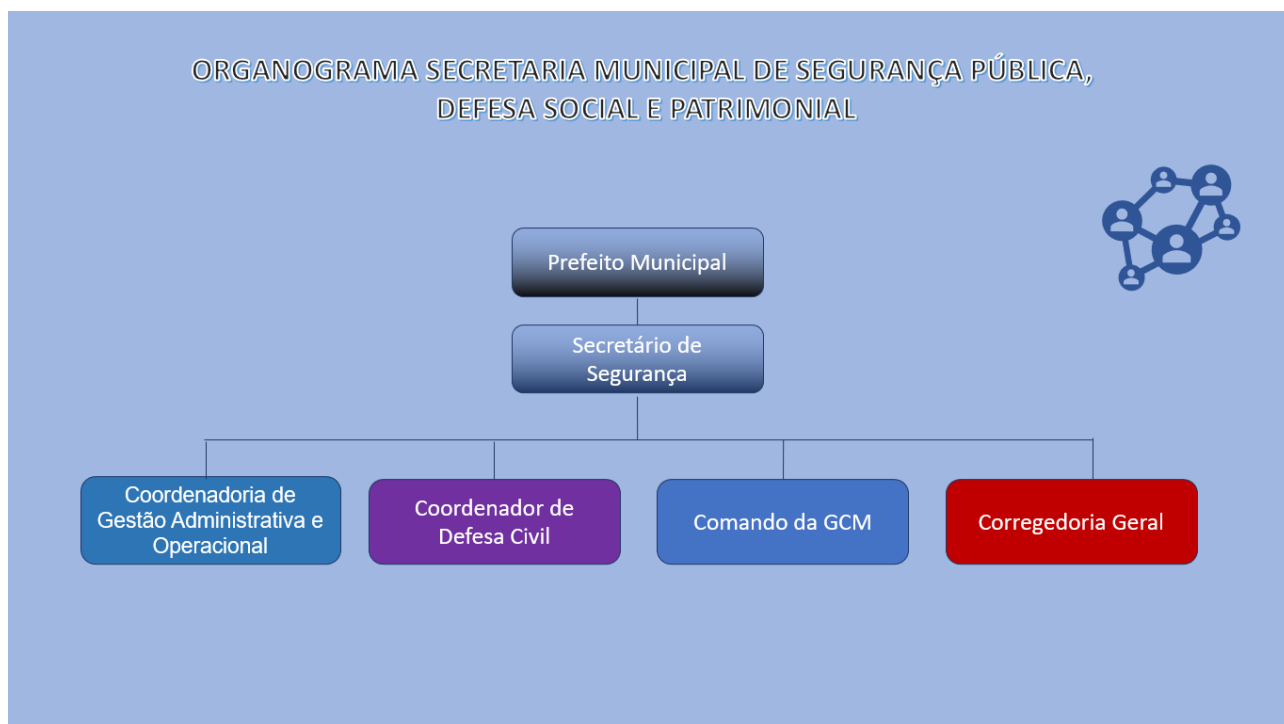 ORGANOGRAMA SECRETARIA MUNICIPAL DE SEGURANÇA PÚBLICA,
DEFESA SOCIAL E PATRIMONIAL
Prefeito Municipal
Secretário de
Segurança
Coordenadoria de
Gestão Administrativa e
Operacional
Coordenador de
Defesa Civil
Comando da GCM
Corregedoria Geral